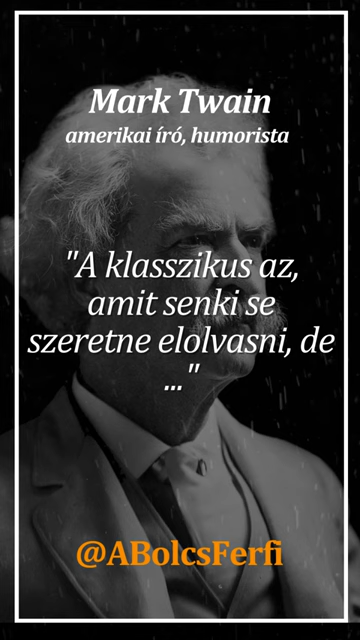 Mark Twain
amerikai író, humorista
"A klasszikus az,
amit senki se
szeretne elolvasni, de
..."
@ABolcsFerfi